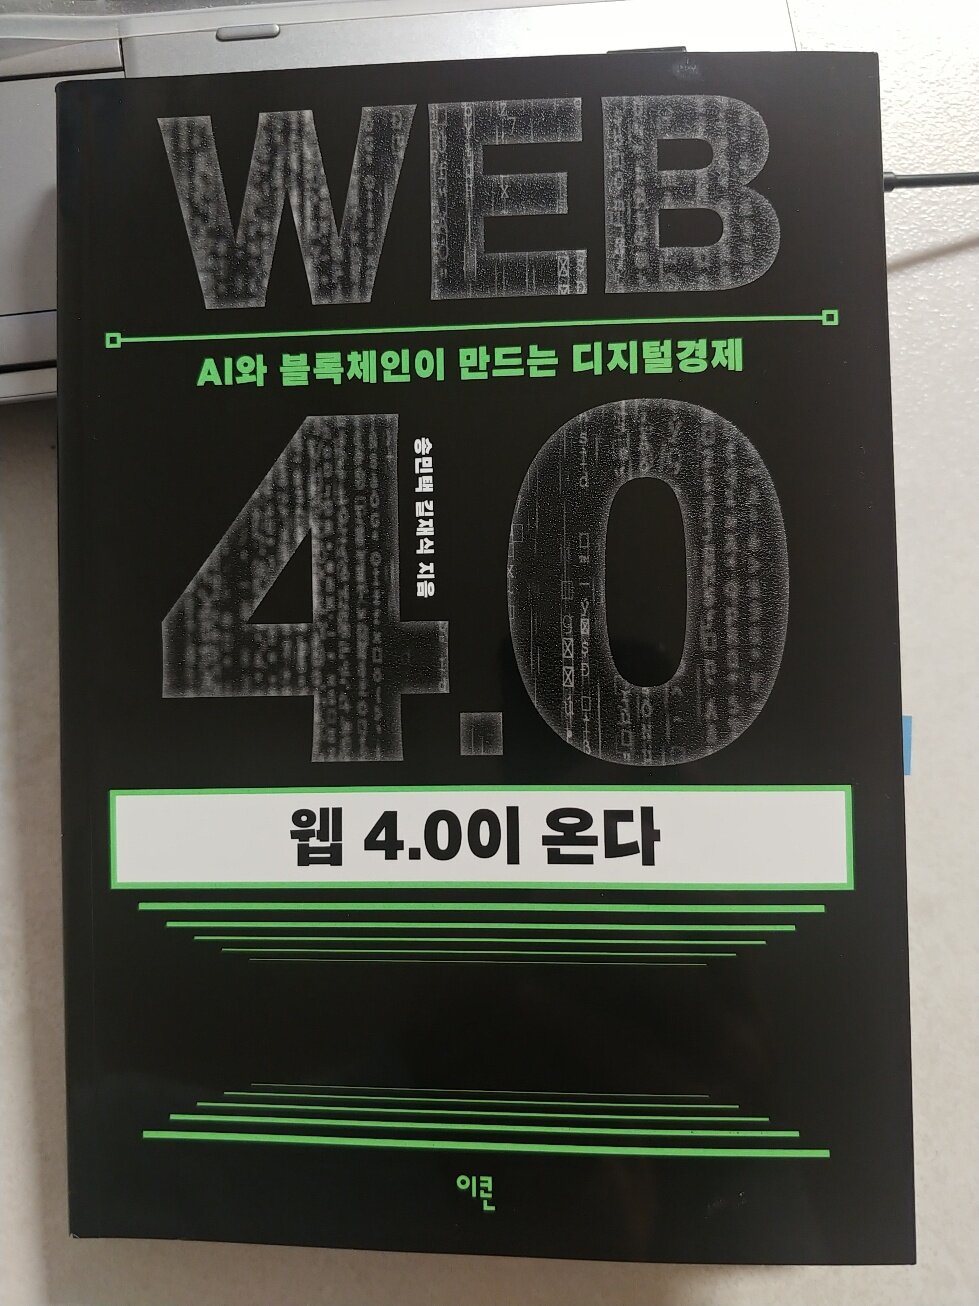 WEB
AI와 블록체인이 만드는 디지털경제
4.0
송민택 김재식 지음
웹 4.0이 온다
이콘